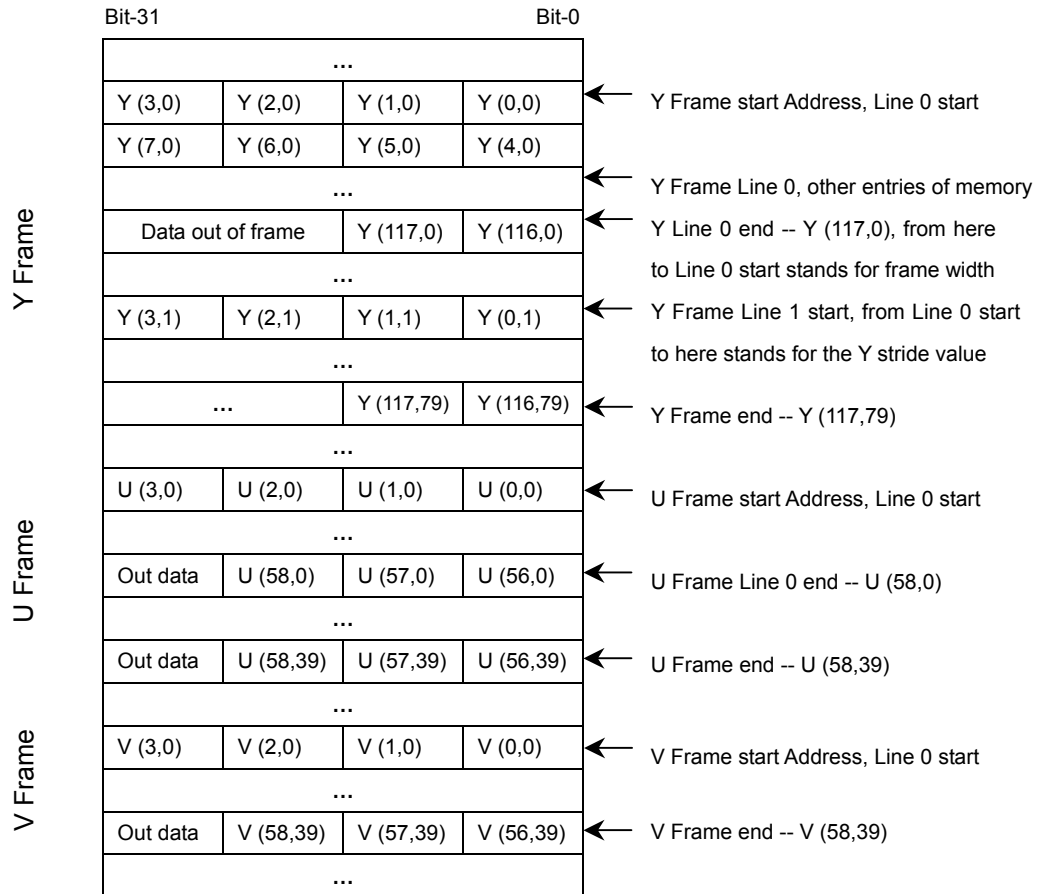 Bit-31 Bit-0
...
Y (3,0) Y (2,0) Y (1,0) Y (0,0) Y Frame start Address, Line 0 start
Y (7,0) Y (6,0) Y (5,0) Y (4,0)
... Y Frame Line 0, other entries of memory
Data out of frame Y (117,0) Y (116,0) Y Line 0 end -- Y (117,0), from here
to Line 0 start stands for frame width
...
Y (3,1) Y (2,1) Y (1,1) Y (0,1) Y Frame Line 1 start, from Line 0 start
to here stands for the Y stride value
...
... Y (117,79) Y (116,79) Y Frame end -- Y (117,79)
...
Y Frame
U (3,0) U (2,0) U (1,0) U (0,0) U Frame start Address, Line 0 start
...
Out data U (58,0) U (57,0) U (56,0) U Frame Line 0 end -- U (58,0)
...
Out data U (58,39) U (57,39) U (56,39) U Frame end -- U (58,39)
...
U Frame
V (3,0) V (2,0) V (1,0) V (0,0) V Frame start Address, Line 0 start
...
Out data V (58,39) V (57,39) V (56,39) V Frame end -- V (58,39)
...
V Frame